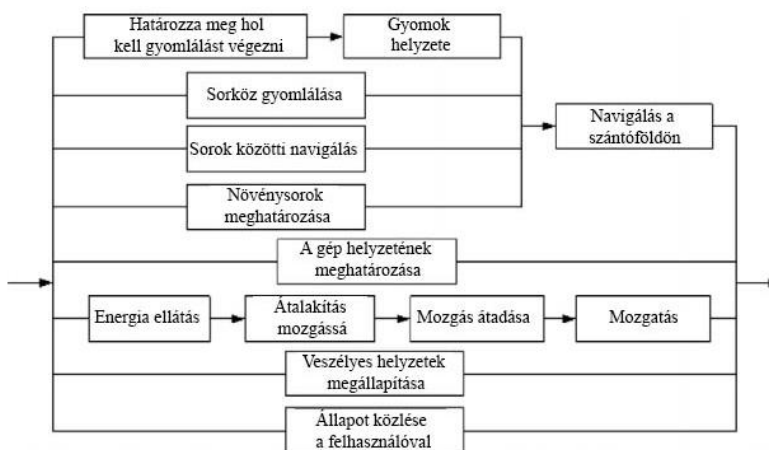 Határozza meg hol
kell gyomlálást végezni
Gyomok
helyzete
Sorköz gyomlálása
Navigálás a
szántóföldön
Sorok közötti navigálás
Növénysorok
meghatározása
A gép helyzetének
meghatározása
Energia ellátás
Átalakítás
mozgássá
Mozgás átadása
Mozgatás
Veszélyes helyzetek
megállapítása
Állapot közlése
a felhasználóval